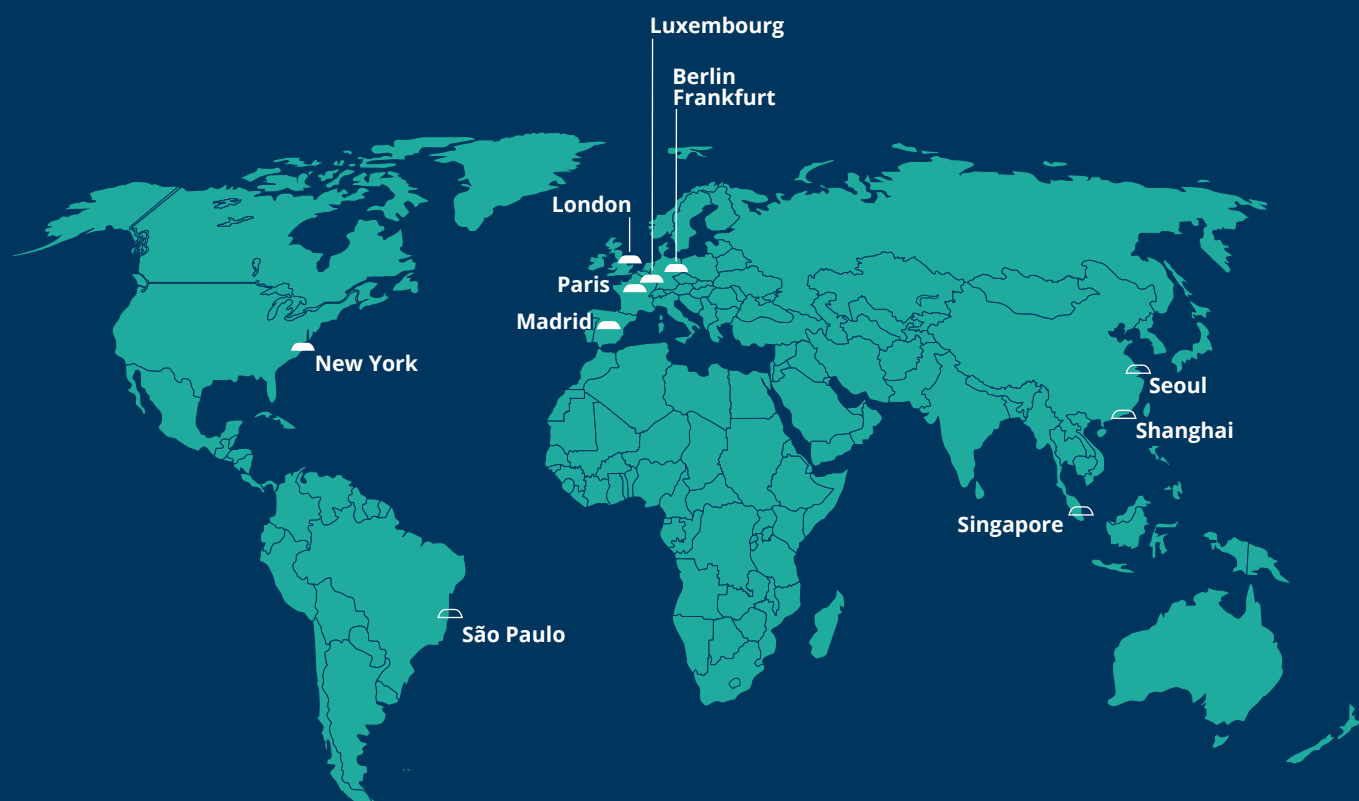 Luxembourg
Berlin
Frankfurt
London
Paris
Madrid
New York
Seoul
Shanghai
Singapore
São Paulo